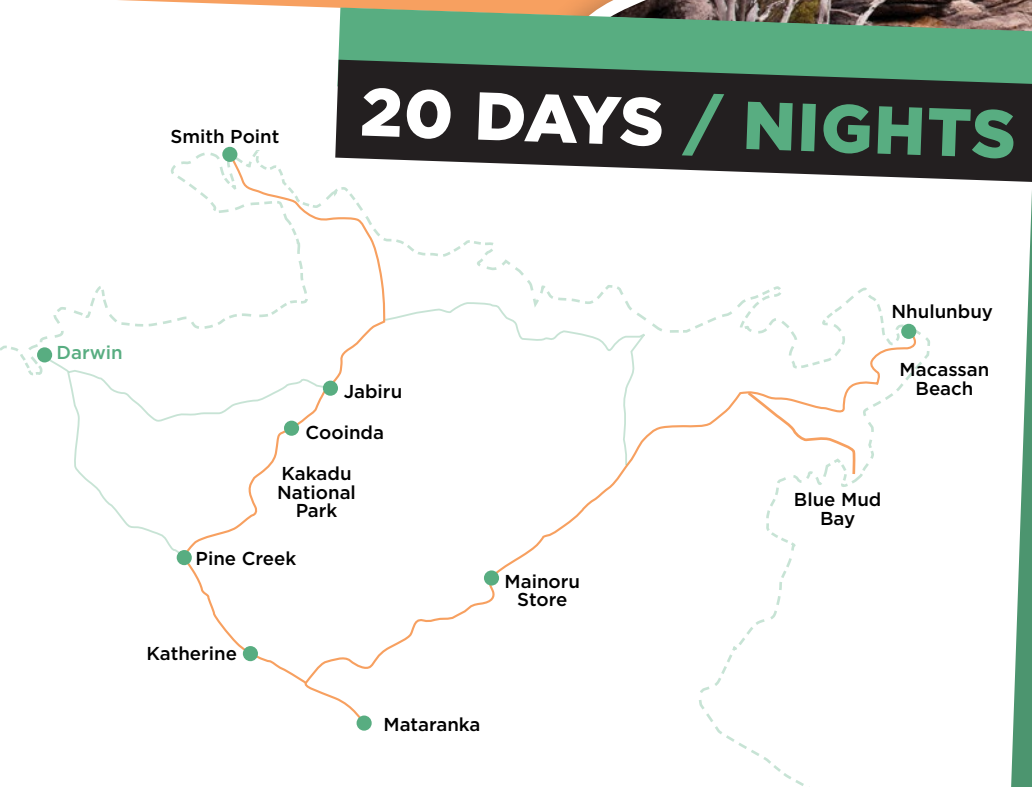 20 DAYS / NIGHTS
Smith Point
Nhulunbuy
Darwin
Macassan
Beach
Jabiru
Cooinda
Kakadu
National
Park
Blue Mud
Bay
Pine Creek
Mainoru
Store
Katherine
Mataranka